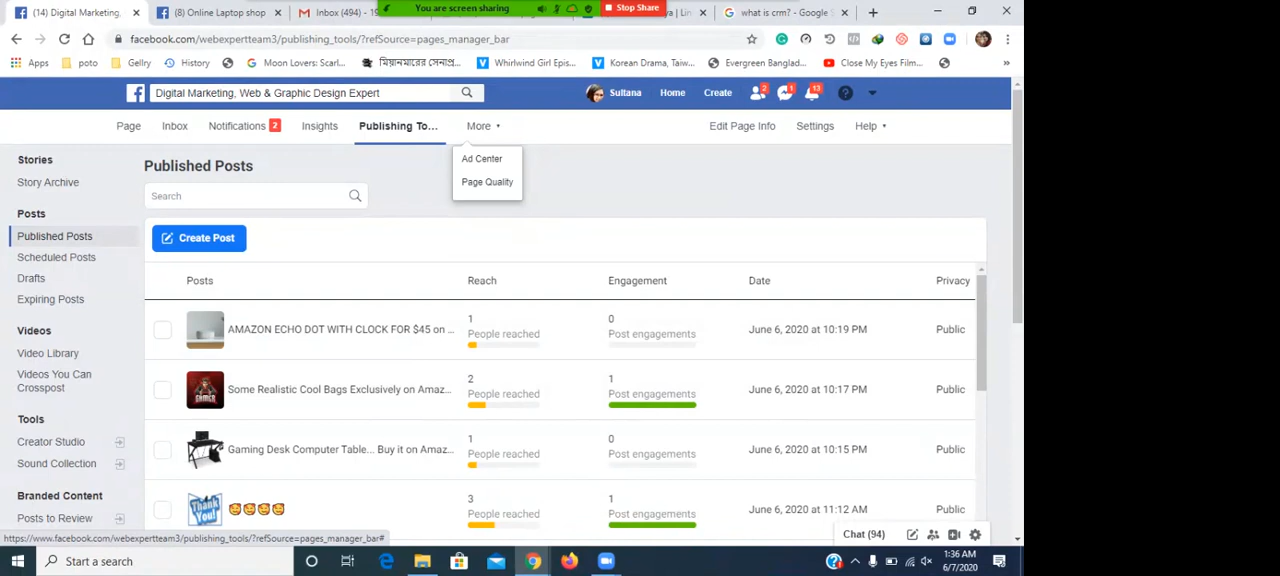 (14) Digital Marketing,
(8) Online Laptop shop
Inbox (494) - 19
You are screen sharing
Stop Share
what is crm? - Google S
facebook.com/webexpertteam3/publishing_tools/?refSource=pages_manager_bar
Apps
poto
Gellry
History
Moon Lovers: Scarl...
মিয়ানমারের সেনাপ্র...
Whirlwind Girl Epis...
Korean Drama, Taiw...
Evergreen Banglad...
Close My Eyes Film...
Digital Marketing, Web & Graphic Design Expert
Sultana
Home
Create
2
1
13
Page
Inbox
Notifications 2
Insights
Publishing To...
More
Edit Page Info
Settings
Help
Ad Center
Page Quality
Stories
Story Archive
Posts
Published Posts
Scheduled Posts
Drafts
Expiring Posts
Videos
Video Library
Videos You Can
Crosspost
Tools
Creator Studio
Sound Collection
Branded Content
Posts to Review
Published Posts
Search
Create Post
Posts Reach Engagement Date Privacy
AMAZON ECHO DOT WITH CLOCK FOR $45 on ...
1
People reached
0
Post engagements
June 6, 2020 at 10:19 PM
Public
Some Realistic Cool Bags Exclusively on Amaz...
2
People reached
1
Post engagements
June 6, 2020 at 10:17 PM
Public
GAMER
Gaming Desk Computer Table... Buy it on Amaz...
1
People reached
0
Post engagements
June 6, 2020 at 10:15 PM
Public
Thank
You!
3
People reached
1
Post engagements
June 6, 2020 at 11:12 AM
Public
Chat (94)
https://www.facebook.com/webexpertteam3/publishing_tools/?refSource=pages_manager_bar#
Start a search
1:36 AM
6/7/2020